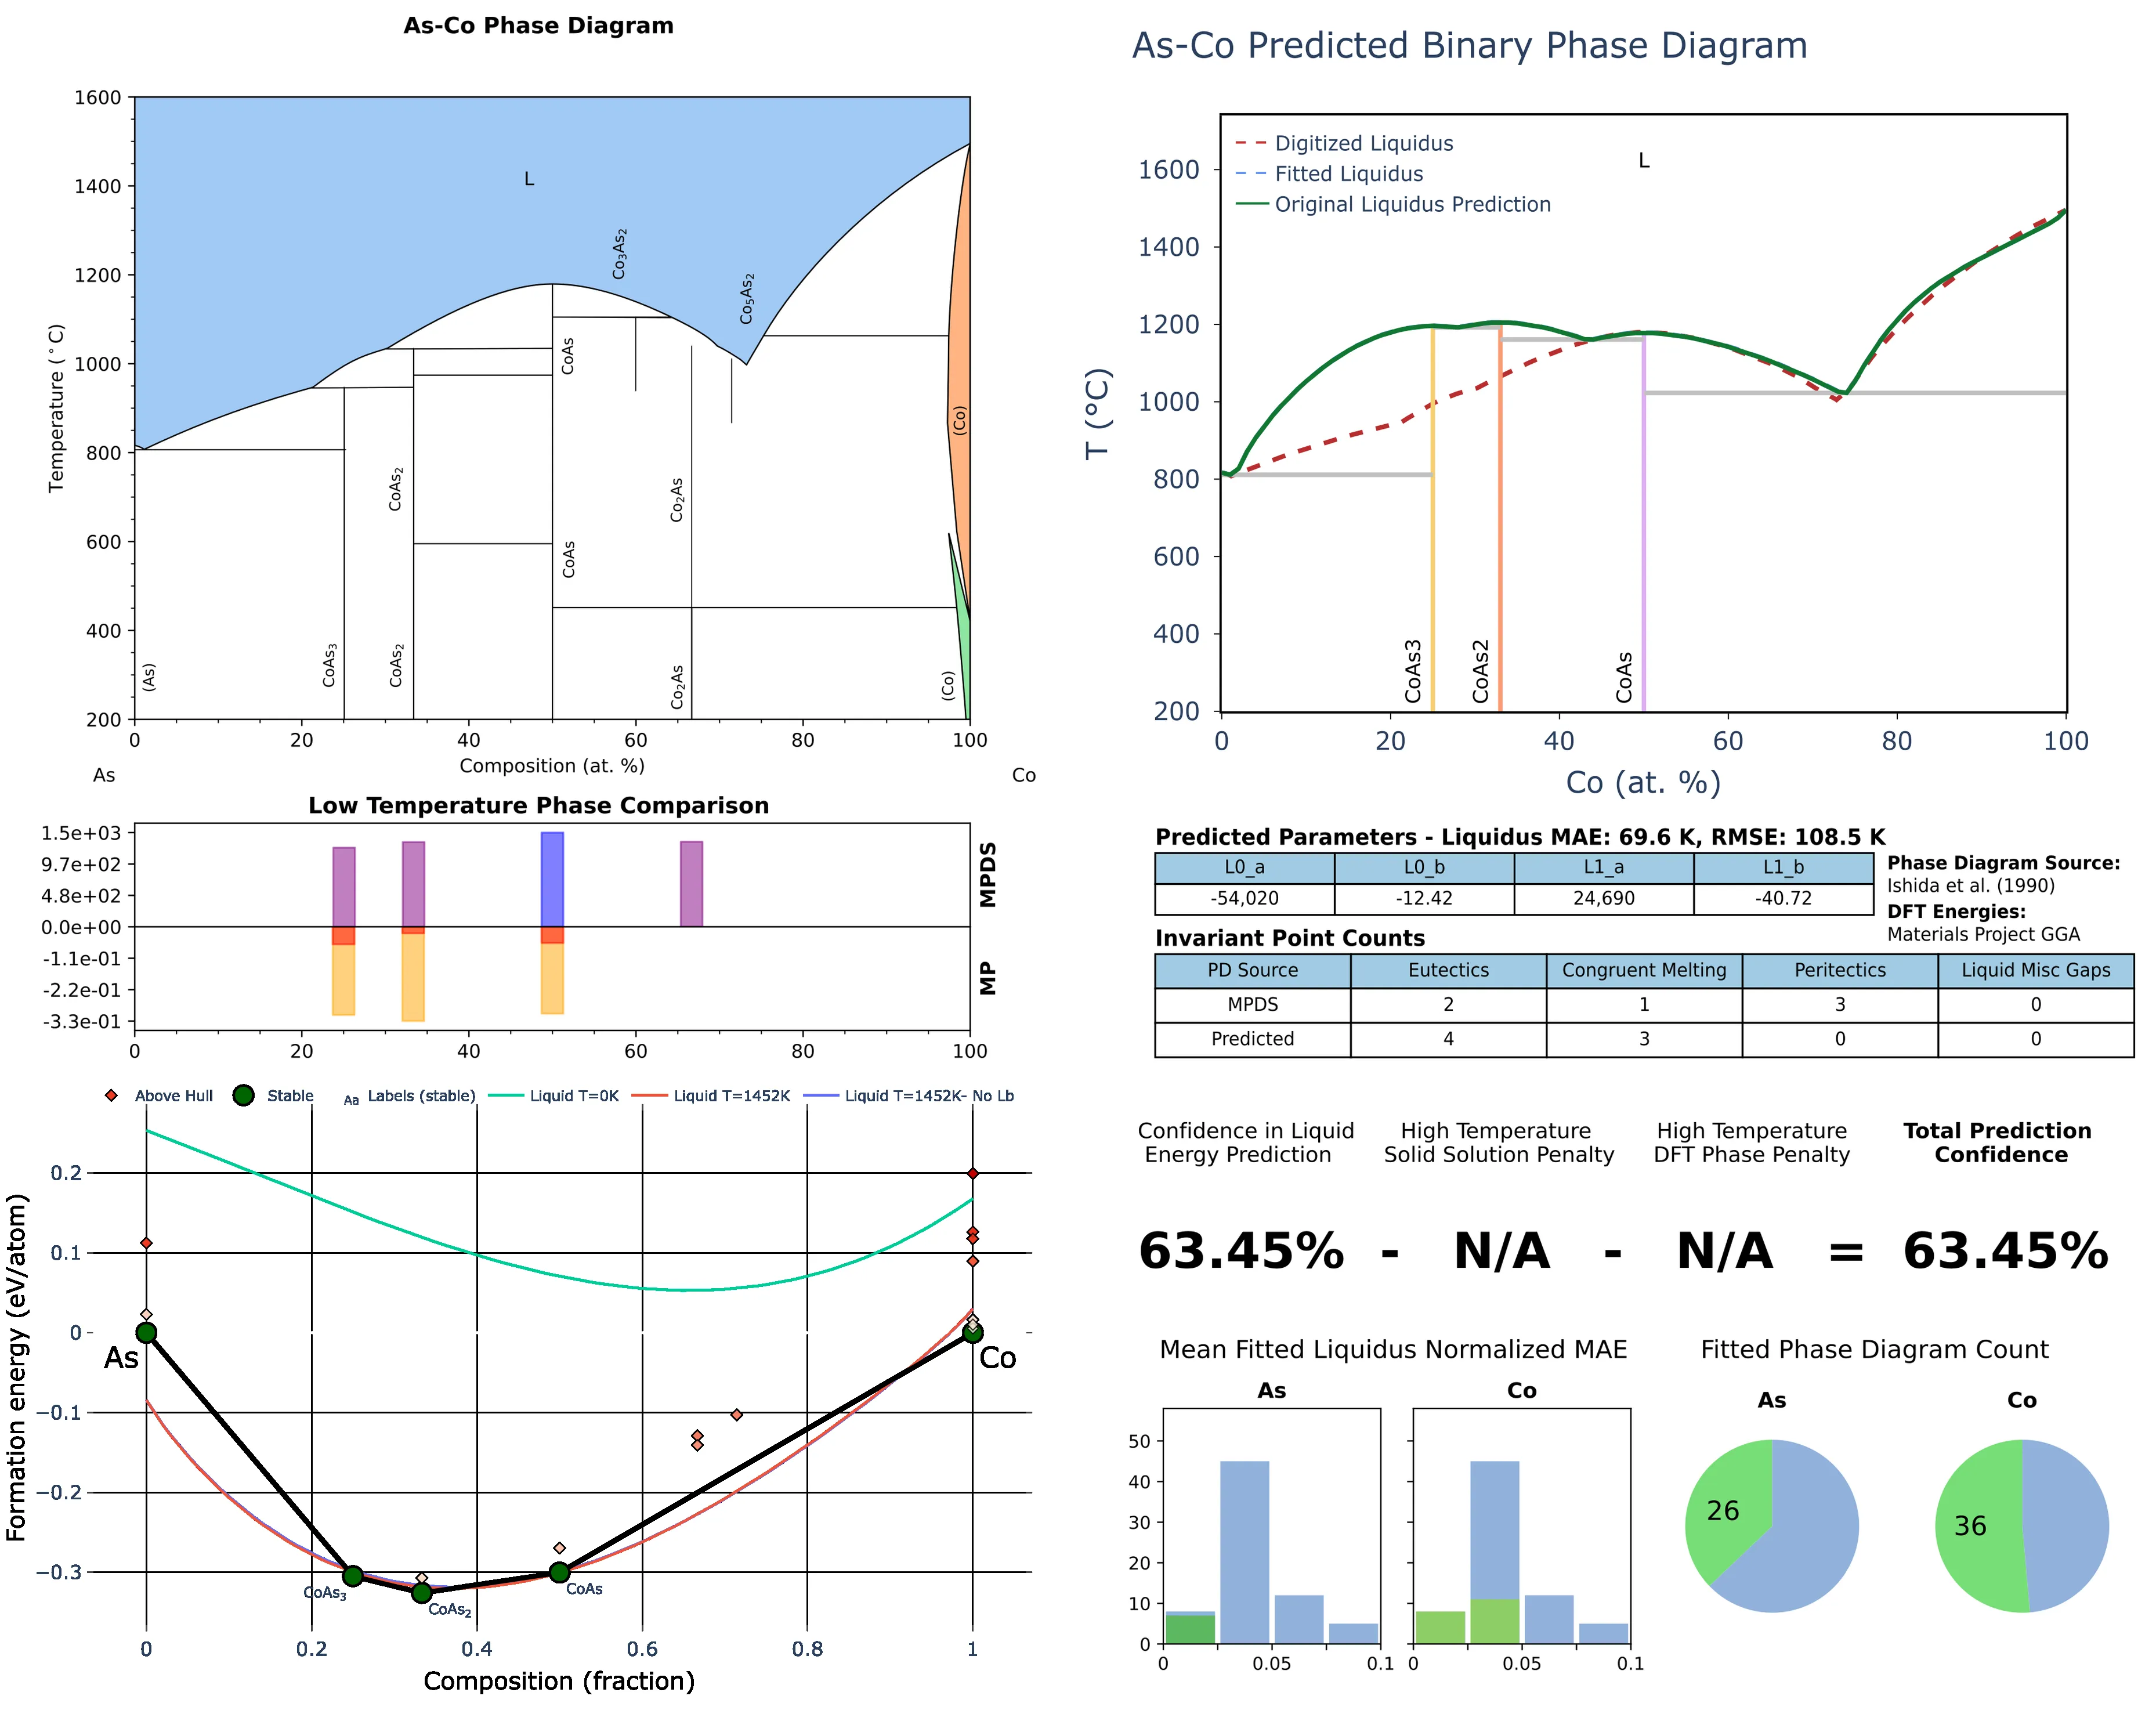 As-Co Phase Diagram
1600
1400
1200
1000
800
600
400
200
Temperature (°C)
L
Co₃As₂
Co₅As₂
CoAs
CoAs₂
Co₂As
CoAs
(Co)
(As)
CoAs₃
CoAs₂
Co₂As
(Co)
0 20 40 60 80 100
Composition (at. %)
As Co
Low Temperature Phase Comparison
1.5e+03
9.7e+02
4.8e+02
0.0e+00
-1.1e-01
-2.2e-01
-3.3e-01
MPDS
MP
0 20 40 60 80 100
Above Hull Stable Aa Labels (stable) Liquid T=0K Liquid T=1452K Liquid T=1452K- No Lb
0.2
0.1
0
−0.1
−0.2
−0.3
Formation energy (eV/atom)
As
Co
CoAs₃
CoAs₂
CoAs
0 0.2 0.4 0.6 0.8 1
Composition (fraction)
As-Co Predicted Binary Phase Diagram
Digitized Liquidus
Fitted Liquidus
Original Liquidus Prediction
L
1600
1400
1200
1000
800
600
400
200
T (°C)
CoAs3
CoAs2
CoAs
0 20 40 60 80 100
Co (at. %)
Predicted Parameters - Liquidus MAE: 69.6 K, RMSE: 108.5 K
L0_a L0_b L1_a L1_b
-54,020 -12.42 24,690 -40.72
Phase Diagram Source:
Ishida et al. (1990)
DFT Energies:
Materials Project GGA
Invariant Point Counts
PD Source Eutectics Congruent Melting Peritectics Liquid Misc Gaps
MPDS 2 1 3 0
Predicted 4 3 0 0
Confidence in Liquid
Energy Prediction
High Temperature
Solid Solution Penalty
High Temperature
DFT Phase Penalty
Total Prediction
Confidence
63.45% - N/A - N/A = 63.45%
Mean Fitted Liquidus Normalized MAE
As
Co
50
40
30
20
10
0
0 0.05 0.1
0 0.05 0.1
Fitted Phase Diagram Count
As
Co
26
36